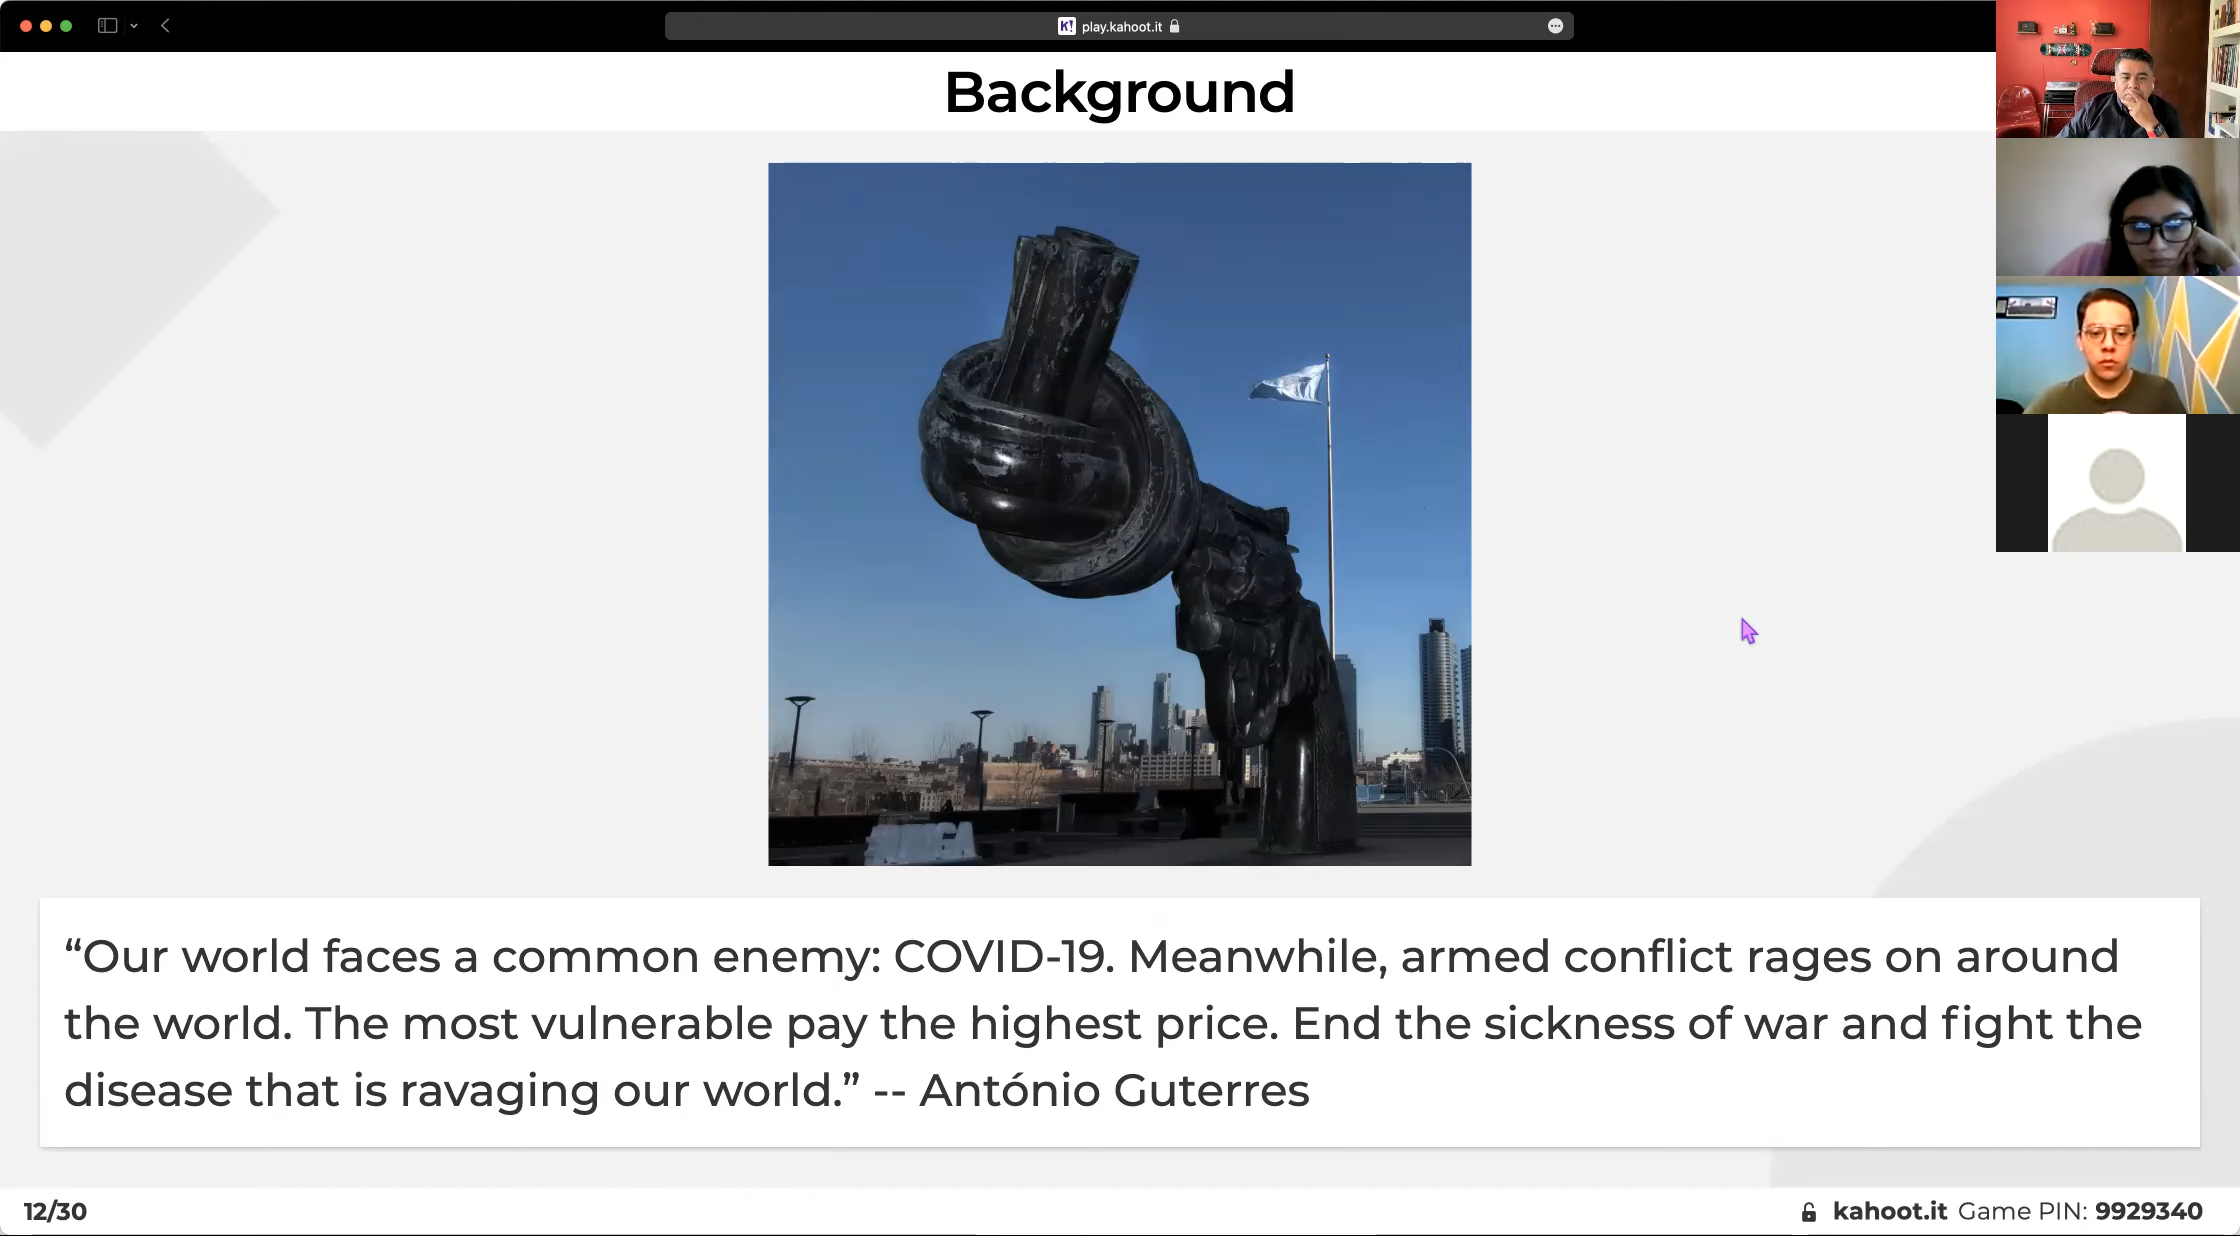 K! play.kahoot.it
Background
“Our world faces a common enemy: COVID-19. Meanwhile, armed conflict rages on around
the world. The most vulnerable pay the highest price. End the sickness of war and fight the
disease that is ravaging our world.” -- António Guterres
12/30
kahoot.it Game PIN: 9929340